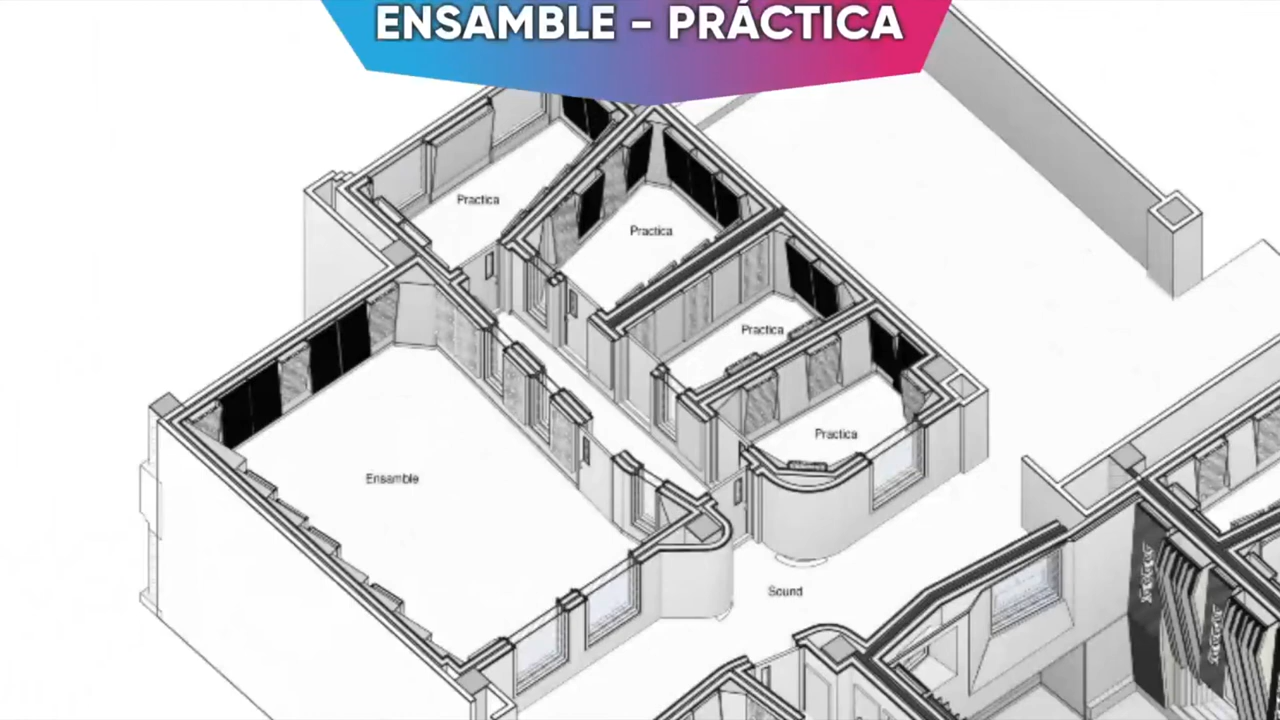 ENSAMBLE - PRÁCTICA
Practica
Practica
Practica
Practica
Ensamble
Sound